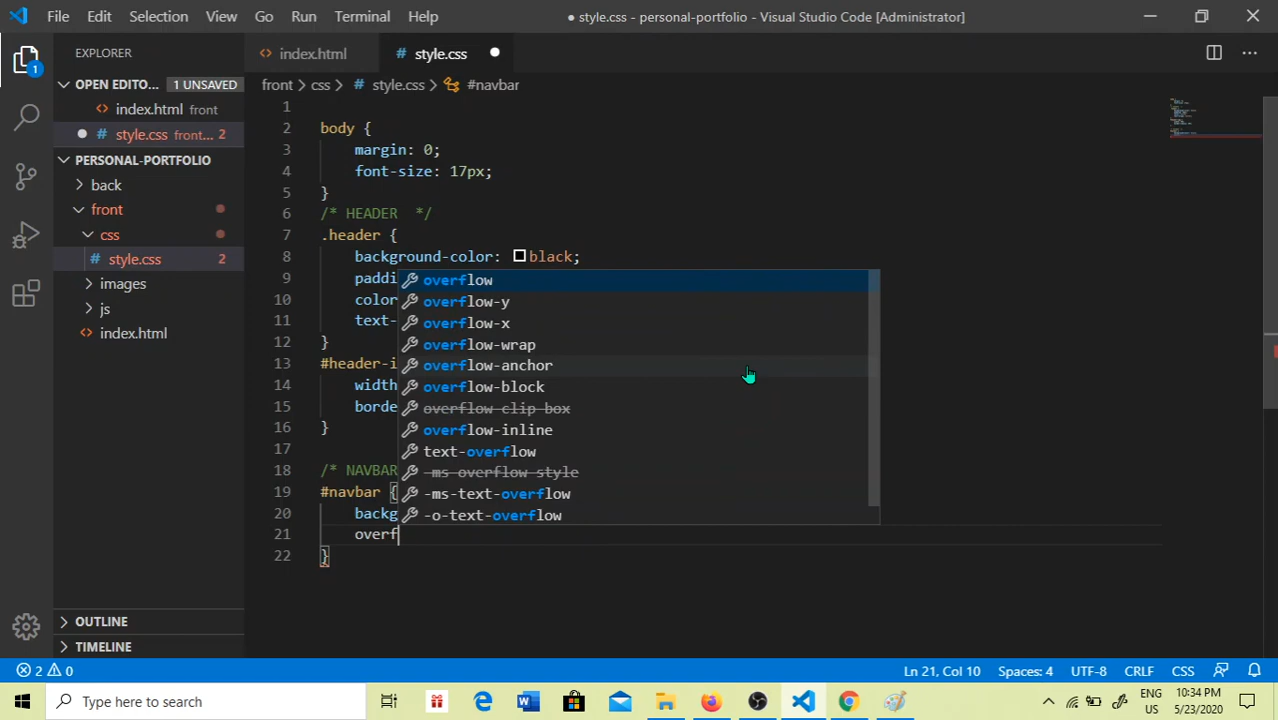 File Edit Selection View Go Run Terminal Help ● style.css - personal-portfolio - Visual Studio Code [Administrator]
EXPLORER
index.html
style.css
OPEN EDITO... 1 UNSAVED
front > css > # style.css > #navbar
<> index.html front
# style.css front... 2
PERSONAL-PORTFOLIO
back
front
css
# style.css 2
images
js
<> index.html
OUTLINE
TIMELINE
1
1
2 body {
3 margin: 0;
4 font-size: 17px;
5 }
6 /* HEADER */
7 .header {
8 background-color: black;
9 paddi
10 color
11 text-
12 }
13 #header-i
14 width
15 borde
16 }
17
18 /* NAVBAR
19 #navbar {
20 backg
21 overf
22 }
overflow
overflow-y
overflow-x
overflow-wrap
overflow-anchor
overflow-block
overflow-clip-box
overflow-inline
text-overflow
-ms-overflow-style
-ms-text-overflow
-o-text-overflow
2 0
Ln 21, Col 10 Spaces: 4 UTF-8 CRLF CSS
Type here to search
ENG
US
10:34 PM
5/23/2020